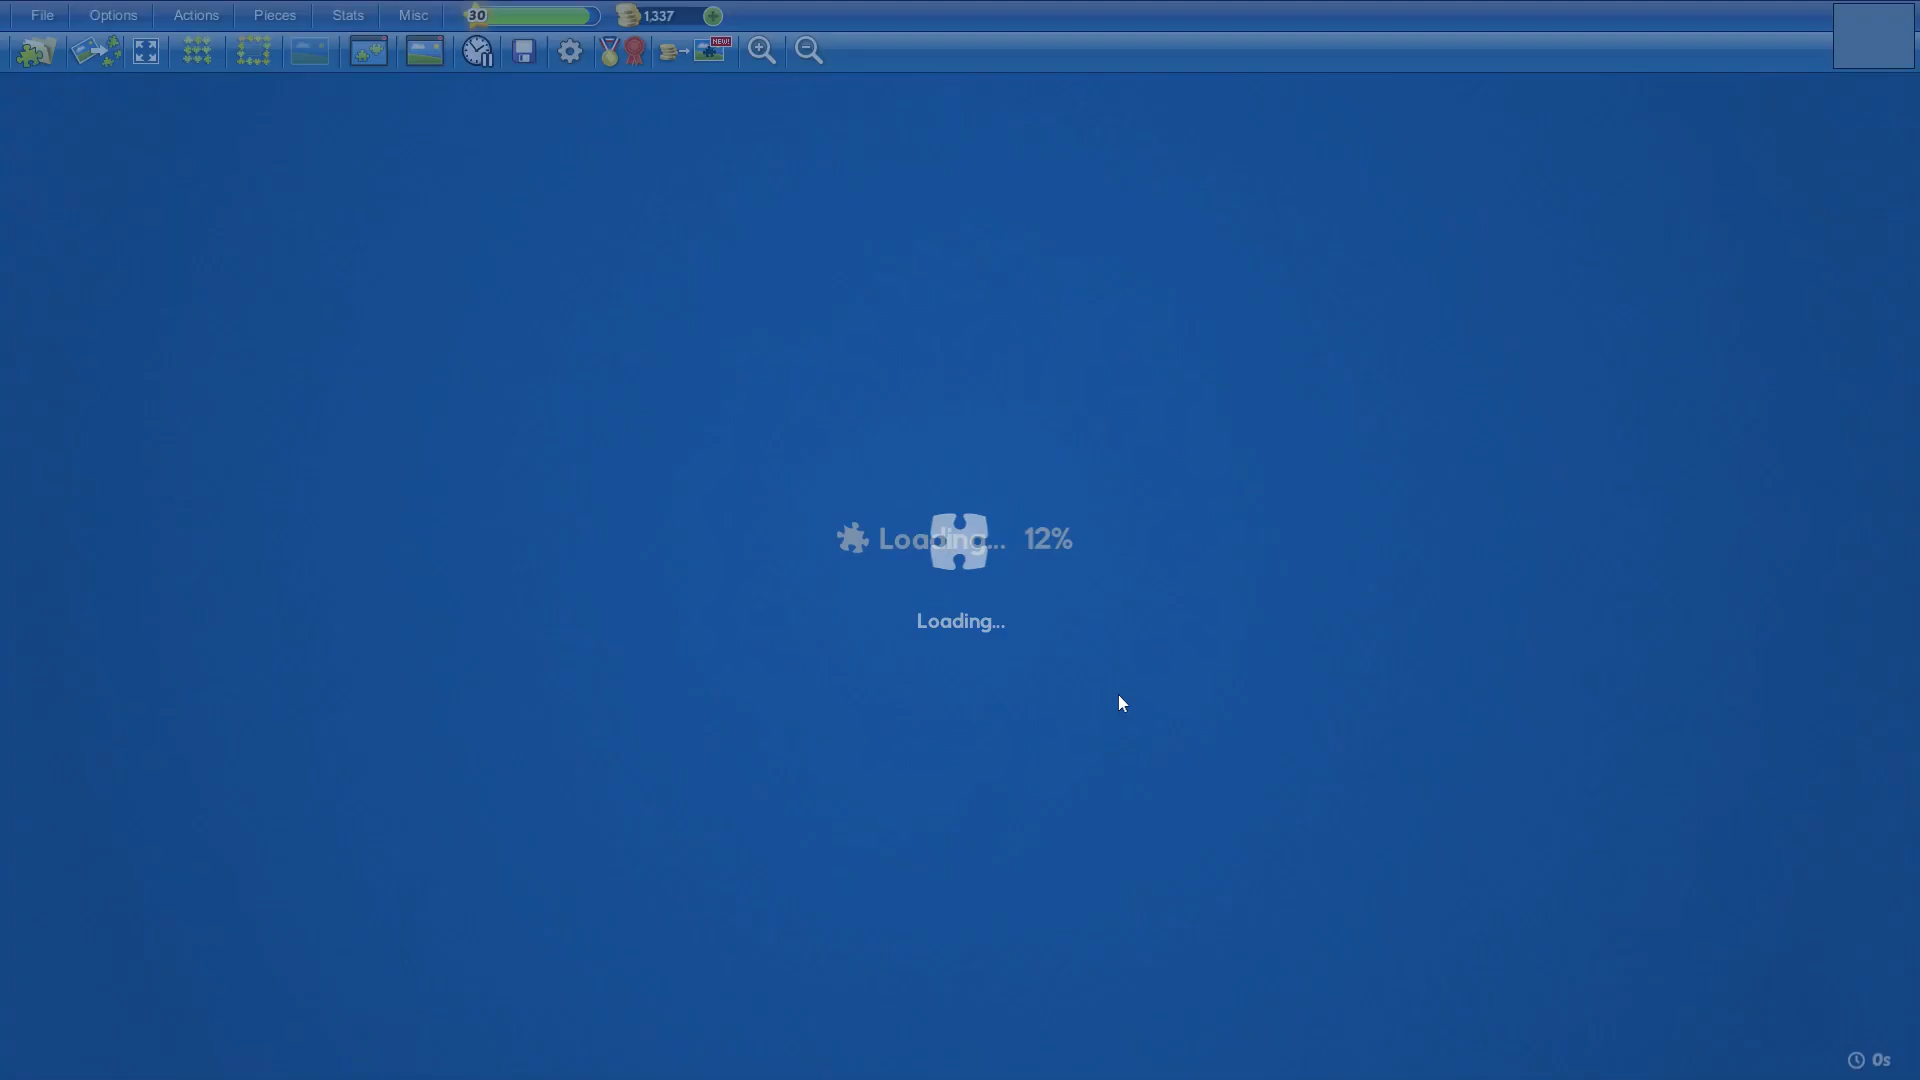 File Options Actions Pieces Stats Misc 30 1,337
NEW!
Loading... 12%
Loading...
0s